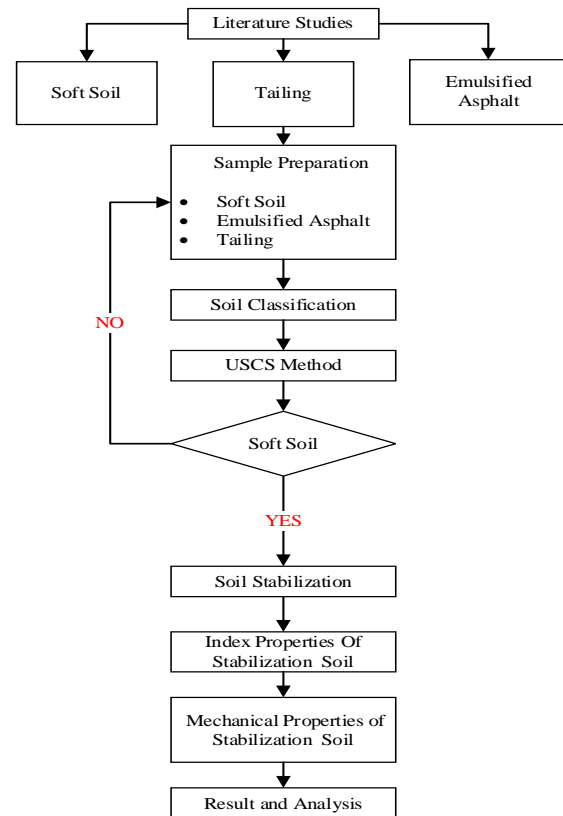 Literature Studies
Soft Soil
Tailing
Emulsified
Asphalt
Sample Preparation
• Soft Soil
• Emulsified Asphalt
• Tailing
Soil Classification
NO
USCS Method
Soft Soil
YES
Soil Stabilization
Index Properties Of
Stabilization Soil
Mechanical Properties of
Stabilization Soil
Result and Analysis